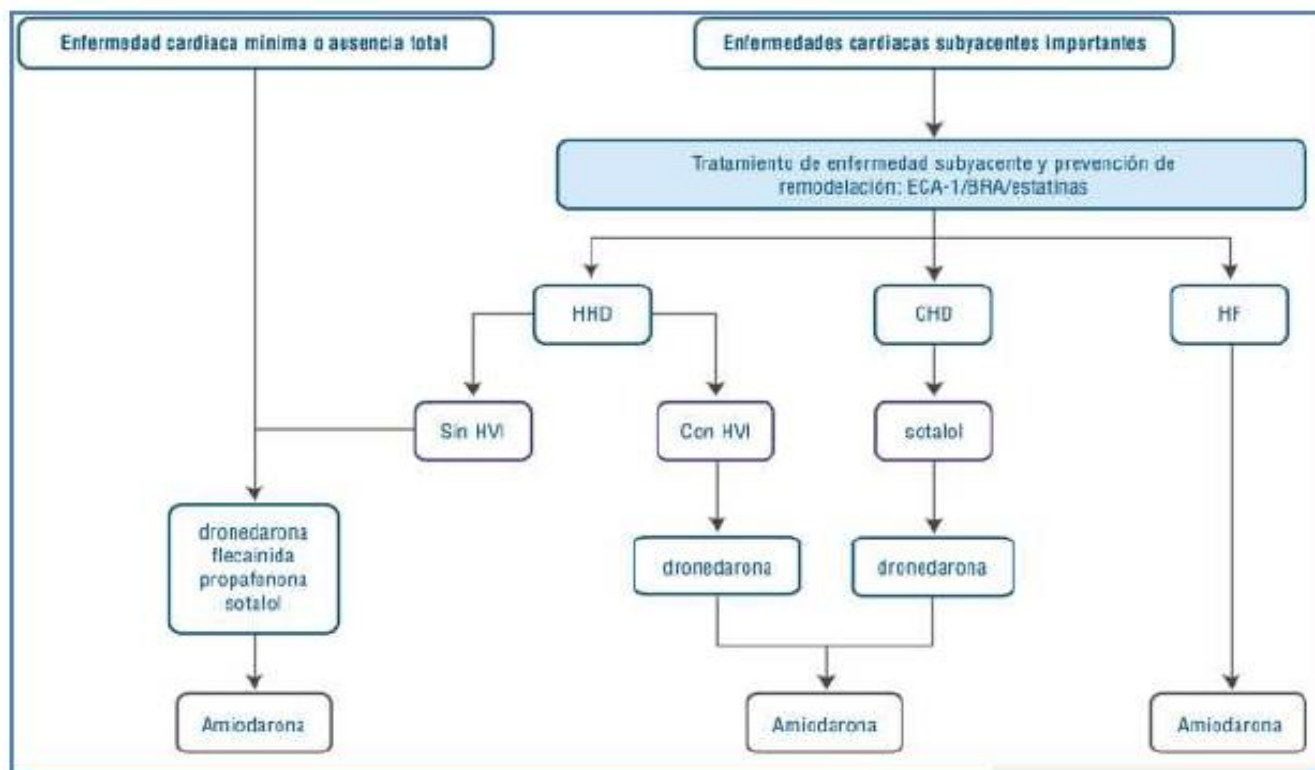 Enfermedad cardiaca mínima o ausencia total
Enfermedades cardiacas subyacentes importantes
Tratamiento de enfermedad subyacente y prevención de
remodelación: ECA-1/BRA/estatinas
HHD
CHD
HF
Sin HVI
Con HVI
sotalol
dronedarona
flecainida
propafenona
sotalol
dronedarona
dronedarona
Amiodarona
Amiodarona
Amiodarona